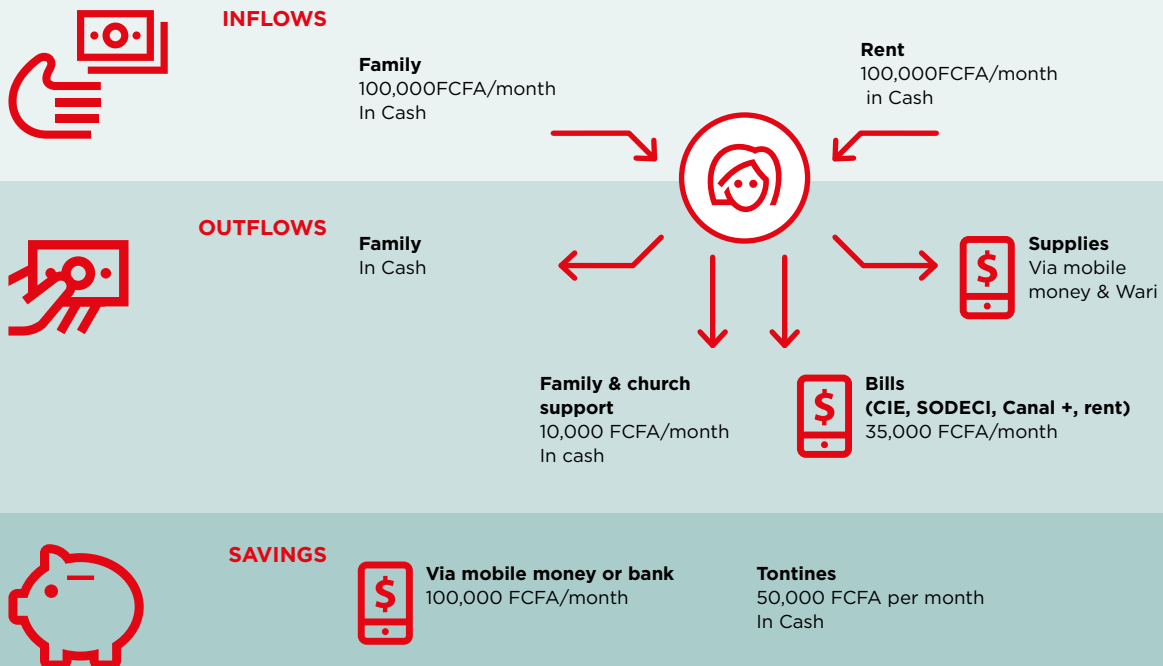 INFLOWS
Family
100,000FCFA/month
In Cash
Rent
100,000FCFA/month
in Cash
OUTFLOWS
Family
In Cash
$
Supplies
Via mobile
money & Wari
Family & church
support
10,000 FCFA/month
In cash
$
Bills
(CIE, SODECI, Canal +, rent)
35,000 FCFA/month
SAVINGS
$
Via mobile money or bank
100,000 FCFA/month
Tontines
50,000 FCFA per month
In Cash